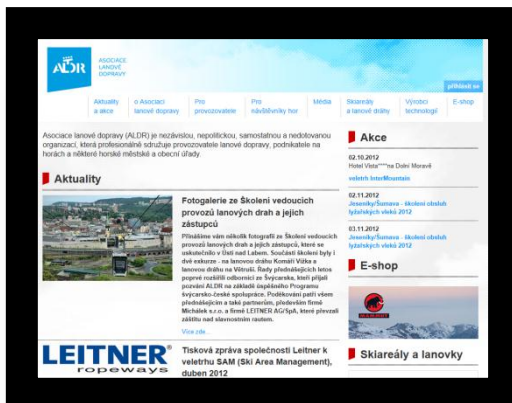 ALDR
ASOCIACE
LANOVÉ
DOPRAVY
přihlásit se
Aktuality
a akce
o Asociaci
lanové dopravy
Pro
provozovatele
Pro
návštěvníky hor
Média
Skiareály
a lanové dráhy
Výrobci
technologií
E-shop
Asociace lanové dopravy (ALDR) je nezávislou, nepolitickou, samostatnou a nedotovanou
organizací, která profesionálně sdružuje provozovatele lanové dopravy, podnikatele na
horách a některé horské městské a obecní úřady.
Aktuality
Fotogalerie ze Školení vedoucích
provozů lanových drah a jejich
zástupců
Přinášíme vám několik fotografií ze Školení vedoucích
provozů lanových drah a jejich zástupců, které se
uskutečnilo v Ústí nad Labem. Součástí školení byly i
dvě exkurze - na lanovou dráhu Komáří Vížka a
lanovou dráhu na Větruši. Řady přednášejících letos
poprvé rozšířili odborníci ze Švýcarska, kteří přijali
pozvání ALDR na základě úspěšného Programu
švýcarsko-české spolupráce. Poděkování patří všem
přednášejícím a také partnerům, především firmě
Michálek s.r.o. a firmě LEITNER AG/SpA, které převzali
záštitu nad slavnostním rautem.
Více zde...
LEITNER®
ropeways
Tisková zpráva společnosti Leitner k
veletrhu SAM (Ski Area Management),
duben 2012
Akce
02.10.2012
Hotel Vista****na Dolní Moravě
veletrh InterMountain
02.11.2012
Jeseníky/Šumava - školení obsluh
lyžařských vleků 2012
03.11.2012
Jeseníky/Šumava - školení obsluh
lyžařských vleků 2012
E-shop
MAMMUT
Skiareály a lanovky